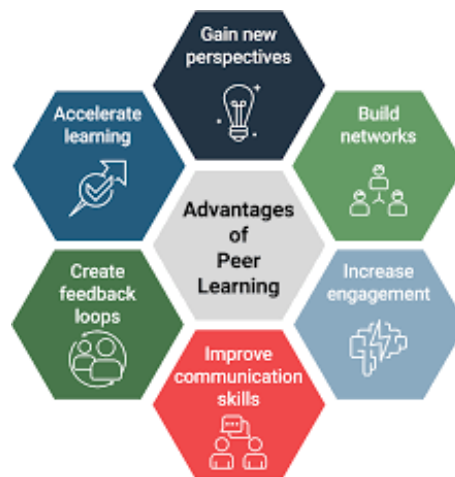 Gain new
perspectives
Accelerate
learning
Build
networks
Advantages
of
Peer
Learning
Create
feedback
loops
Increase
engagement
Improve
communication
skills